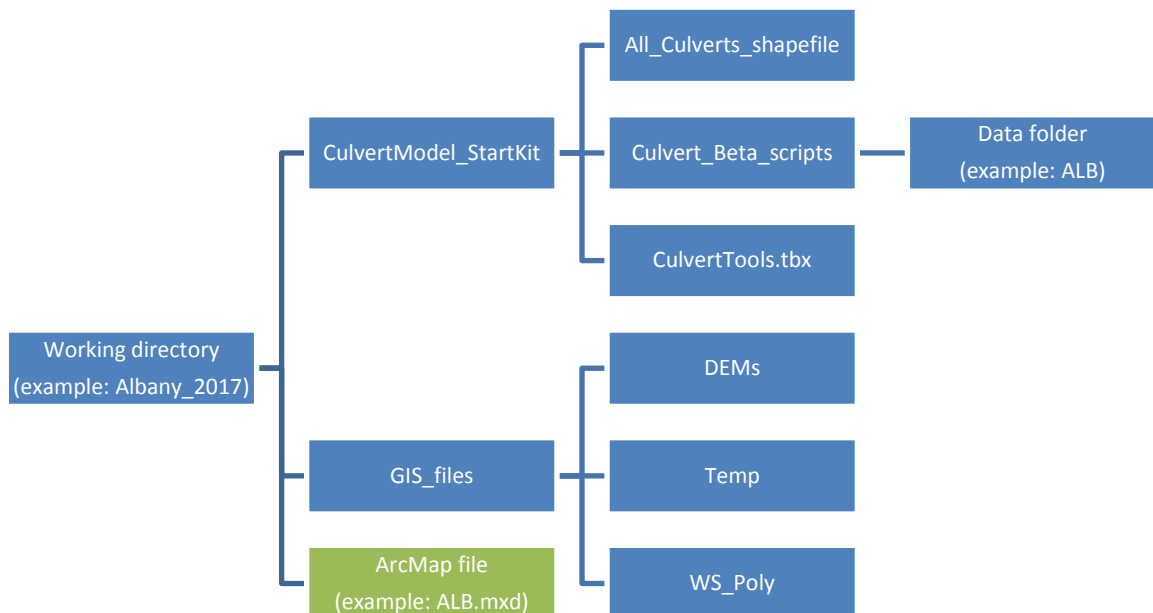 All_Culverts_shapefile
CulvertModel_StartKit
Culvert_Beta_scripts
Data folder
(example: ALB)
CulvertTools.tbx
Working directory
(example: Albany_2017)
DEMs
GIS_files
Temp
ArcMap file
(example: ALB.mxd)
WS_Poly